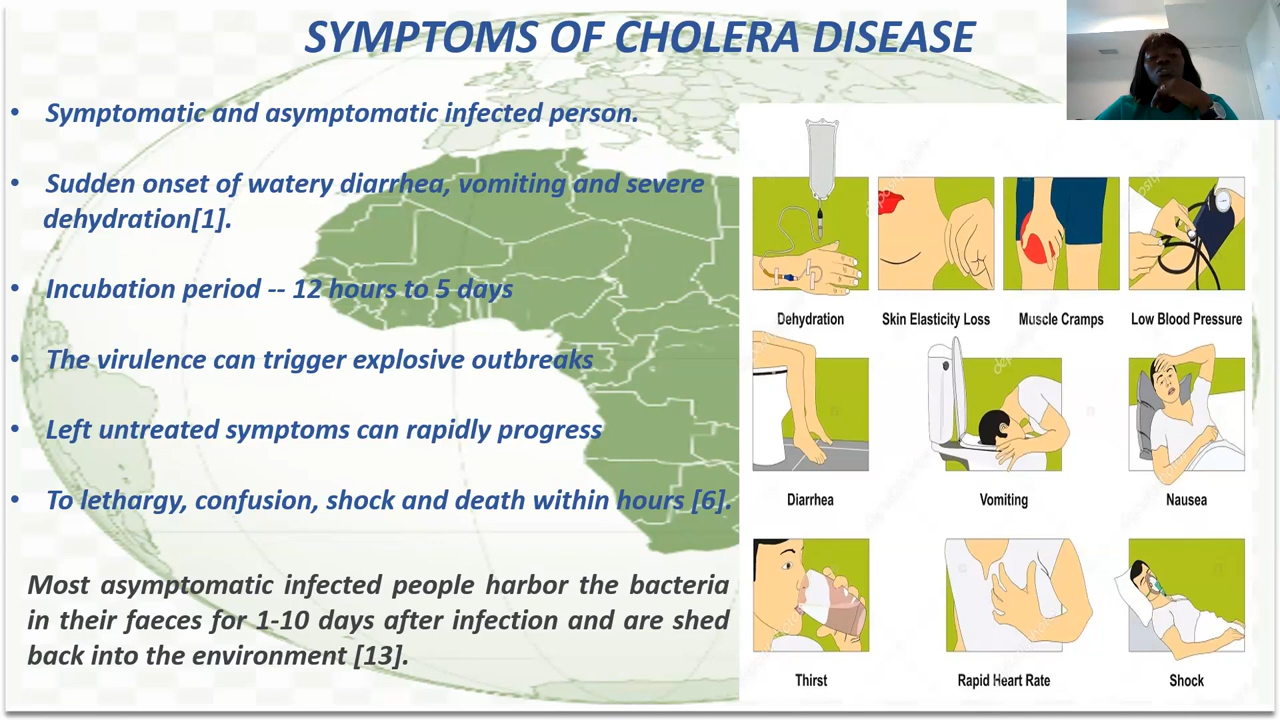 SYMPTOMS OF CHOLERA DISEASE
• Symptomatic and asymptomatic infected person.
• Sudden onset of watery diarrhea, vomiting and severe
dehydration[1].
• Incubation period -- 12 hours to 5 days
• The virulence can trigger explosive outbreaks
• Left untreated symptoms can rapidly progress
• To lethargy, confusion, shock and death within hours [6].
Most asymptomatic infected people harbor the bacteria
in their faeces for 1-10 days after infection and are shed
back into the environment [13].
Dehydration
Skin Elasticity Loss
Muscle Cramps
Low Blood Pressure
Diarrhea
Vomiting
Nausea
Thirst
Rapid Heart Rate
Shock